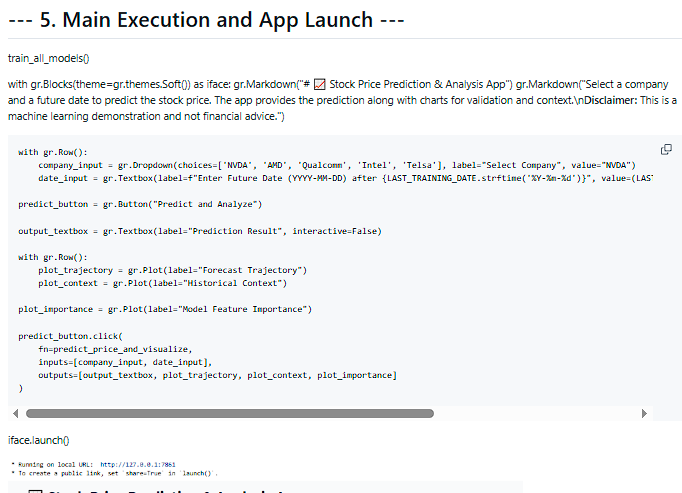 --- 5. Main Execution and App Launch ---
train_all_models()
with gr.Blocks(theme=gr.themes.Soft()) as iface: gr.Markdown("# 📈 Stock Price Prediction & Analysis App") gr.Markdown("Select a company
and a future date to predict the stock price. The app provides the prediction along with charts for validation and context.\nDisclaimer: This is a
machine learning demonstration and not financial advice.")
with gr.Row():
    company_input = gr.Dropdown(choices=['NVDA', 'AMD', 'Qualcomm', 'Intel', 'Telsa'], label="Select Company", value="NVDA")
    date_input = gr.Textbox(label=f"Enter Future Date (YYYY-MM-DD) after {LAST_TRAINING_DATE.strftime('%Y-%m-%d')}", value=(LAS
predict_button = gr.Button("Predict and Analyze")
output_textbox = gr.Textbox(label="Prediction Result", interactive=False)
with gr.Row():
    plot_trajectory = gr.Plot(label="Forecast Trajectory")
    plot_context = gr.Plot(label="Historical Context")
plot_importance = gr.Plot(label="Model Feature Importance")
predict_button.click(
    fn=predict_price_and_visualize,
    inputs=[company_input, date_input],
    outputs=[output_textbox, plot_trajectory, plot_context, plot_importance]
)
iface.launch()
* Running on local URL:  http://127.0.0.1:7861
* To create a public link, set `share=True` in `launch()`.